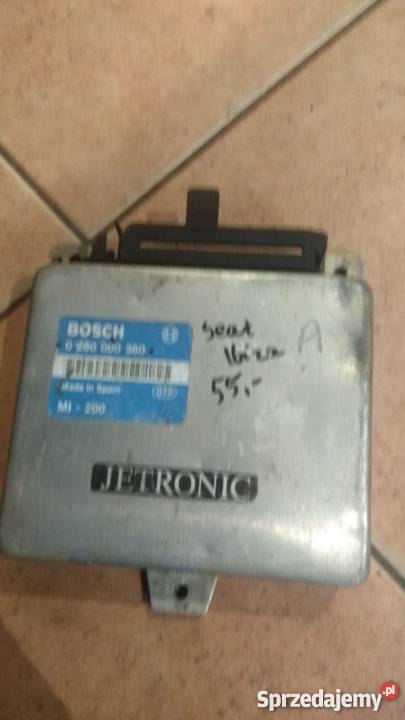 BOSCH
0 280 000 360
Made in Spain
MI - 200
seat
Ibiza
55,-
A
JETRONIC
Sprzedajemy.pl